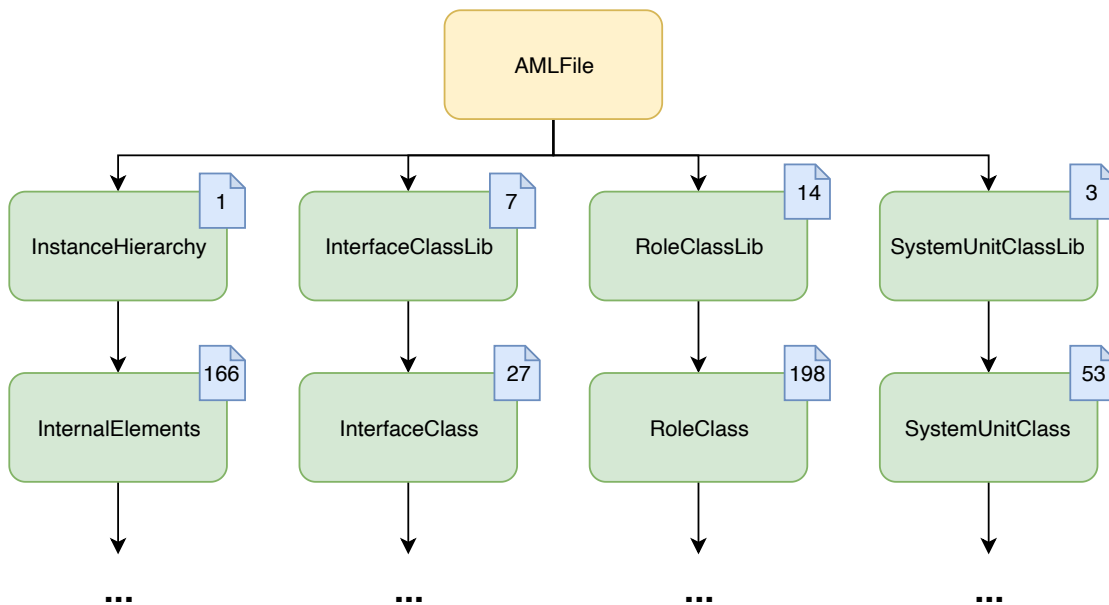 AMLFile
1
7
14
3
InstanceHierarchy
InterfaceClassLib
RoleClassLib
SystemUnitClassLib
166
27
198
53
InternalElements
InterfaceClass
RoleClass
SystemUnitClass
...
...
...
...